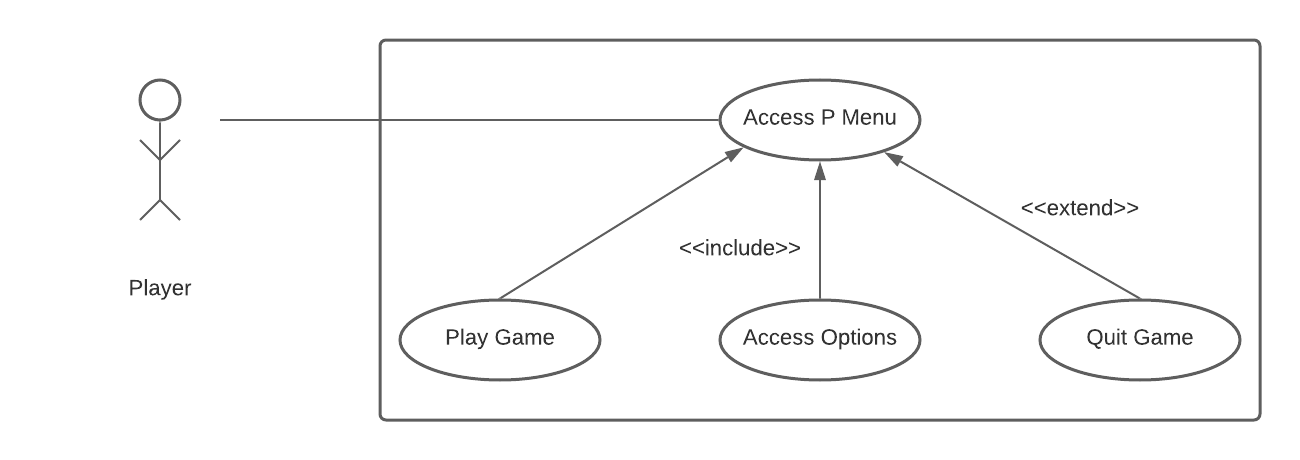 Access P Menu
<<extend>>
<<include>>
Player
Play Game
Access Options
Quit Game